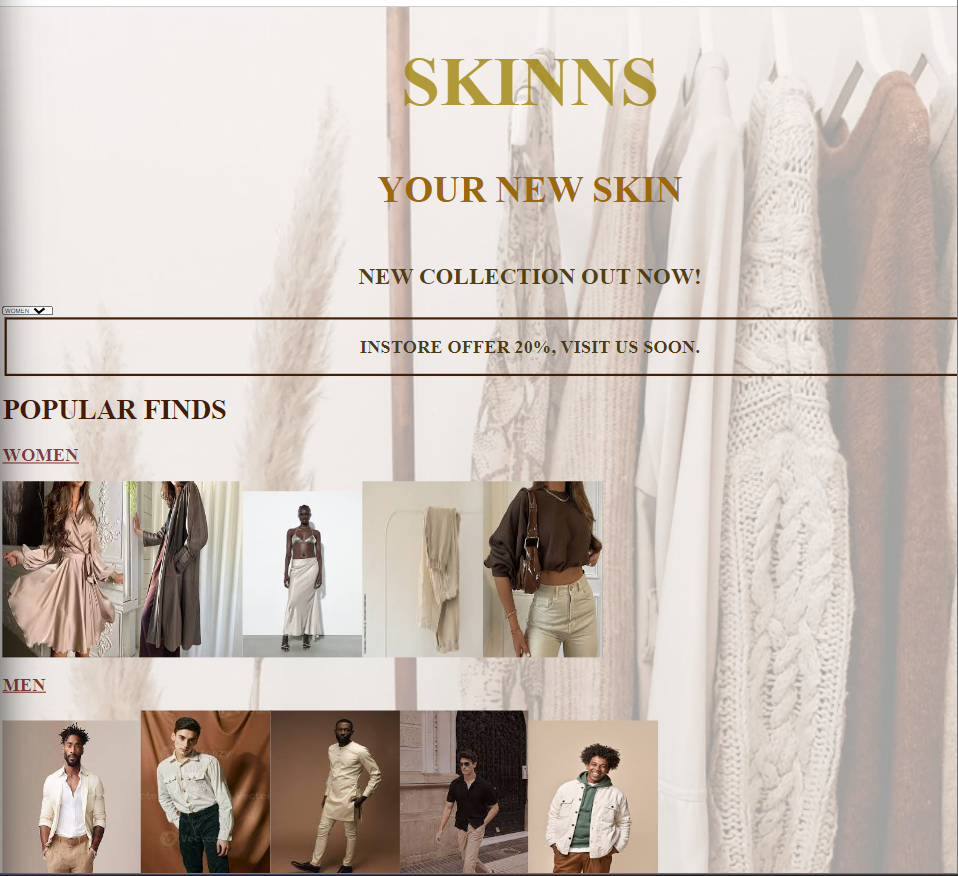 SKINNS
YOUR NEW SKIN
NEW COLLECTION OUT NOW!
WOMEN
INSTORE OFFER 20%, VISIT US SOON.
POPULAR FINDS
WOMEN
MEN